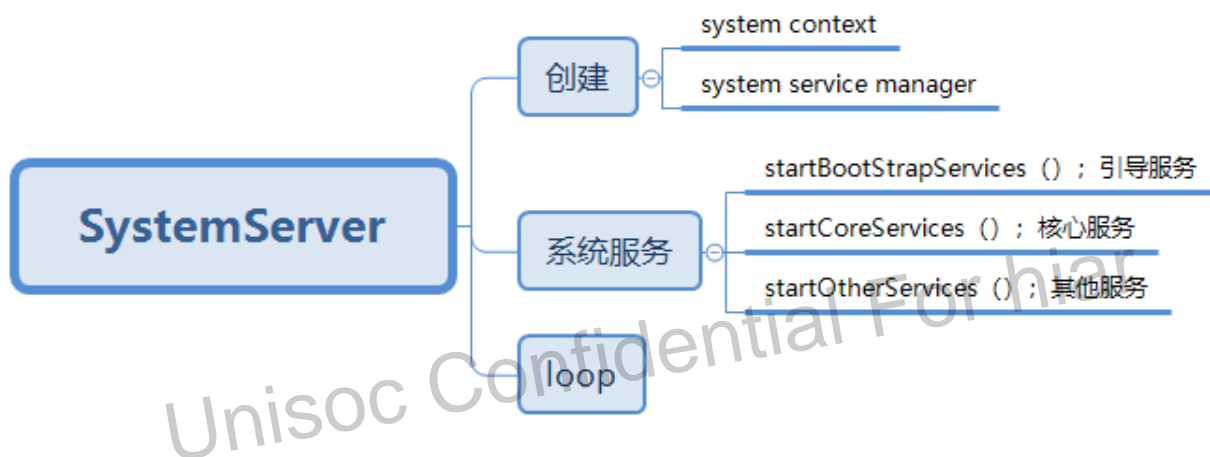 system context
创建
system service manager
startBootStrapServices（）; 引导服务
SystemServer
startCoreServices（）; 核心服务
系统服务
startOtherServices（）; 其他服务
loop
Unisoc Confidential For hiar